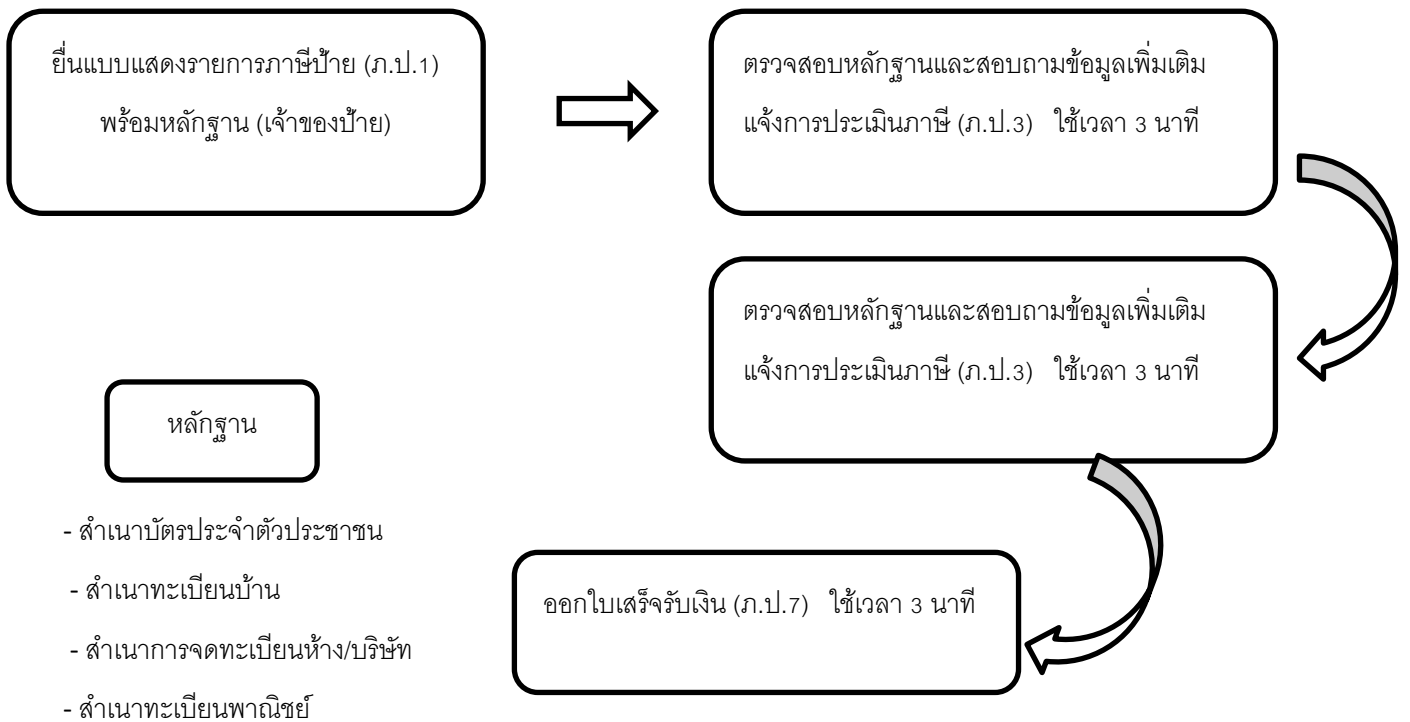 ยื่นแบบแสดงรายการภาษีป้าย (ภ.ป.1)
พร้อมหลักฐาน (เจ้าของป้าย)
ตรวจสอบหลักฐานและสอบถามข้อมูลเพิ่มเติม
แจ้งการประเมินภาษี (ภ.ป.3) ใช้เวลา 3 นาที
ตรวจสอบหลักฐานและสอบถามข้อมูลเพิ่มเติม
แจ้งการประเมินภาษี (ภ.ป.3) ใช้เวลา 3 นาที
ออกใบเสร็จรับเงิน (ภ.ป.7) ใช้เวลา 3 นาที
หลักฐาน
- สำเนาบัตรประจำตัวประชาชน
- สำเนาทะเบียนบ้าน
- สำเนาการจดทะเบียนห้าง/บริษัท
- สำเนาทะเบียนพาณิชย์